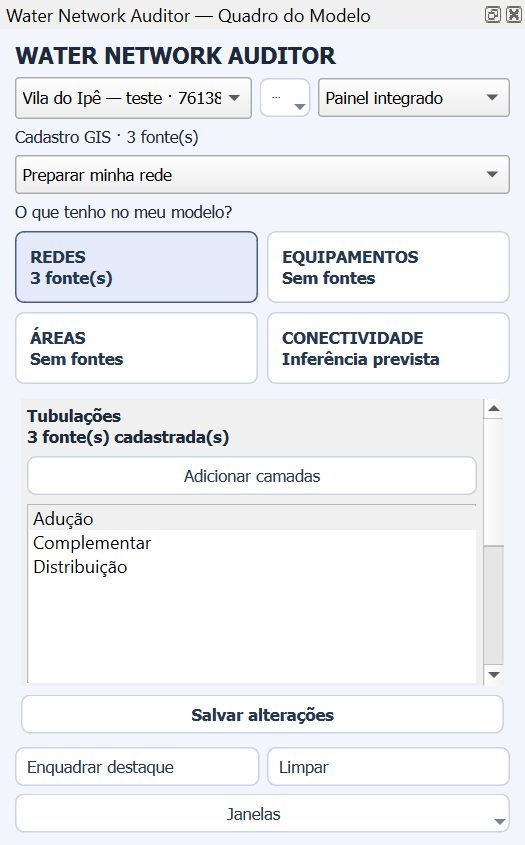 Water Network Auditor — Quadro do Modelo
WATER NETWORK AUDITOR
Vila do Ipê — teste · 76138
...
Painel integrado
Cadastro GIS · 3 fonte(s)
Preparar minha rede
O que tenho no meu modelo?
REDES
3 fonte(s)
EQUIPAMENTOS
Sem fontes
ÁREAS
Sem fontes
CONECTIVIDADE
Inferência prevista
Tubulações
3 fonte(s) cadastrada(s)
Adicionar camadas
Adução
Complementar
Distribuição
Salvar alterações
Enquadrar destaque
Limpar
Janelas